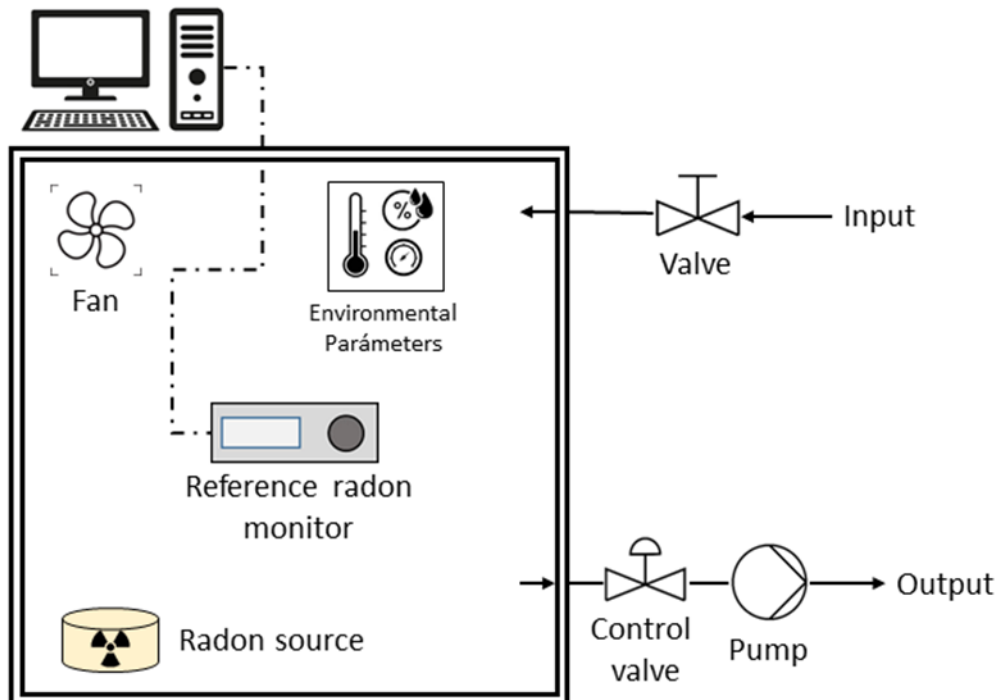 Input
Valve
Fan
Environmental
Parámeters
%
Reference radon
monitor
Output
Control
valve
Pump
Radon source